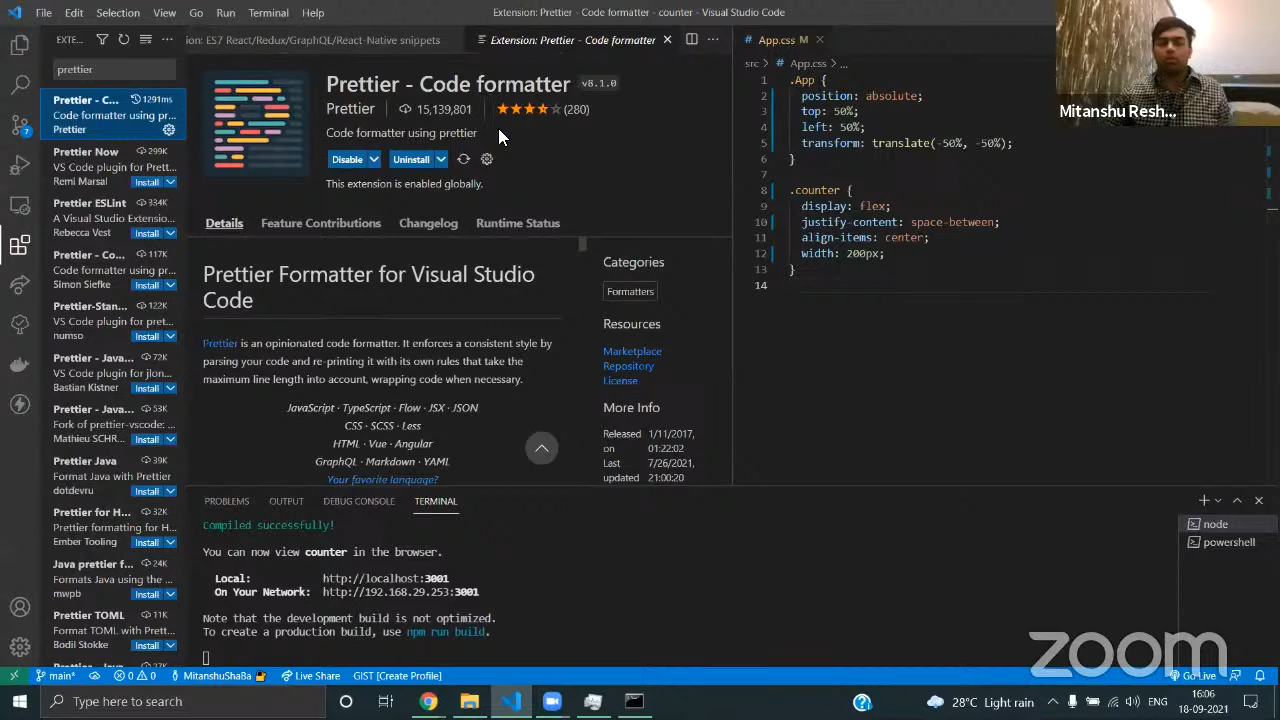 File Edit Selection View Go Run Terminal Help
Extension: Prettier - Code formatter - counter - Visual Studio Code
EXTE...
prettier
Prettier - C... 1291ms
Code formatter using pr...
Prettier
Prettier Now 299K
VS Code plugin for Pret...
Remi Marsal Install
Prettier ESLint 334K
A Visual Studio Extensio...
Rebecca Vest Install
Prettier - Co... 117K
Code formatter using pr...
Simon Siefke Install
Prettier-Stan... 122K
VS Code plugin for pret...
numso Install
Prettier - Java... 72K
VS Code plugin for jlon...
Bastian Kistner Install
Prettier - Java... 53K
Fork of prettier-vscode: ...
Mathieu SCHR... Install
Prettier Java 39K
Format Java with Prettier
dotdevru Install
Prettier for H... 32K
Prettier formatting for H...
Ember Tooling Install
Java prettier f... 24K
Formats Java using the ...
mwpb Install
Prettier TOML 11K
Format TOML with Prett...
Bodil Stokke Install
7
ion: ES7 React/Redux/GraphQL/React-Native snippets
Extension: Prettier - Code formatter
Prettier - Code formatter v8.1.0
Prettier 15,139,801 (280)
Code formatter using prettier
Disable Uninstall
This extension is enabled globally.
Details Feature Contributions Changelog Runtime Status
Prettier Formatter for Visual Studio
Code
Prettier is an opinionated code formatter. It enforces a consistent style by
parsing your code and re-printing it with its own rules that take the
maximum line length into account, wrapping code when necessary.
JavaScript · TypeScript · Flow · JSX · JSON
CSS · SCSS · Less
HTML · Vue · Angular
GraphQL · Markdown · YAML
Your favorite language?
Categories
Formatters
Resources
Marketplace
Repository
License
More Info
Released 1/11/2017,
on 01:22:02
Last 7/26/2021,
updated 21:00:20
App.css M
src > App.css > ...
1 .App {
2 position: absolute;
3 top: 50%;
4 left: 50%;
5 transform: translate(-50%, -50%);
6 }
7
8 .counter {
9 display: flex;
10 justify-content: space-between;
11 align-items: center;
12 width: 200px;
13 }
14
Mitanshu Resh...
PROBLEMS OUTPUT DEBUG CONSOLE TERMINAL
Compiled successfully!
You can now view counter in the browser.
Local: http://localhost:3001
On Your Network: http://192.168.29.253:3001
Note that the development build is not optimized.
To create a production build, use npm run build.
node
powershell
zoom
main* 0 0 MitanshuShaBa Live Share GIST [Create Profile] Go Live
Type here to search
28°C Light rain ENG 16:06
18-09-2021